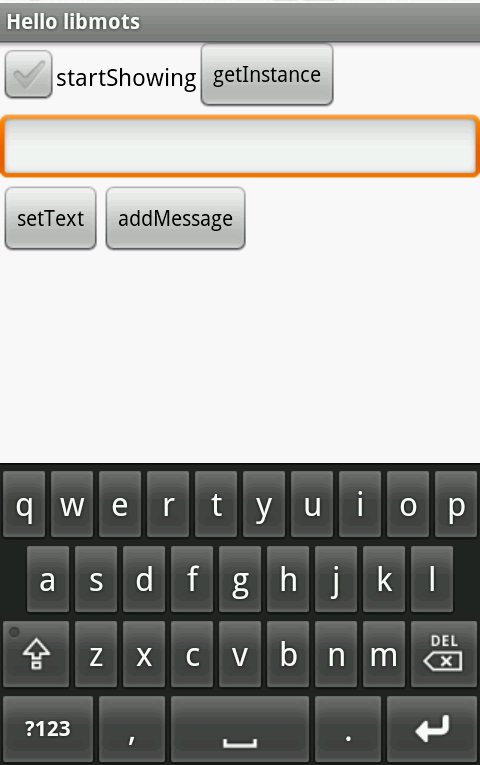 Hello libmots
startShowing getInstance
setText addMessage
q w e r t y u i o p
a s d f g h j k l
z x c v b n m DEL
?123 , .